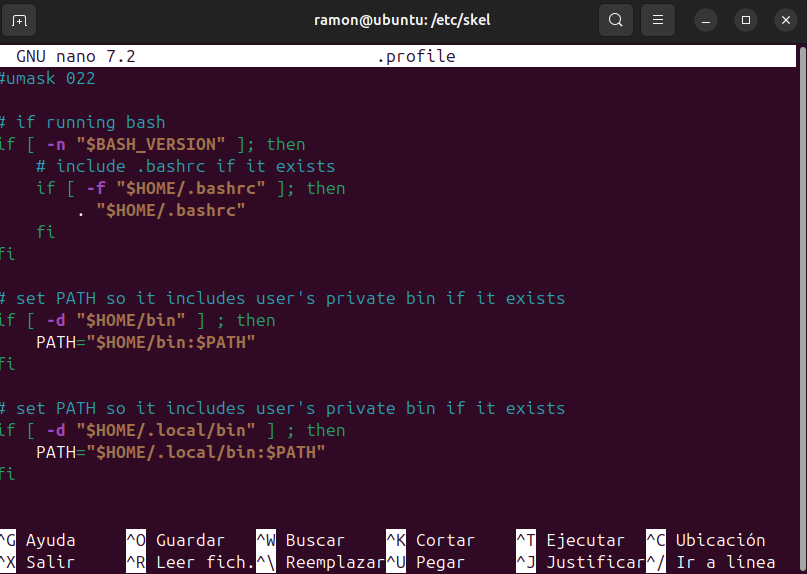 ramon@ubuntu: /etc/skel
GNU nano 7.2 .profile
#umask 022
# if running bash
if [ -n "$BASH_VERSION" ]; then
    # include .bashrc if it exists
    if [ -f "$HOME/.bashrc" ]; then
        . "$HOME/.bashrc"
    fi
fi
# set PATH so it includes user's private bin if it exists
if [ -d "$HOME/bin" ] ; then
    PATH="$HOME/bin:$PATH"
fi
# set PATH so it includes user's private bin if it exists
if [ -d "$HOME/.local/bin" ] ; then
    PATH="$HOME/.local/bin:$PATH"
fi
^G Ayuda ^O Guardar ^W Buscar ^K Cortar ^T Ejecutar ^C Ubicación
^X Salir ^R Leer fich. ^\ Reemplazar ^U Pegar ^J Justificar ^/ Ir a línea